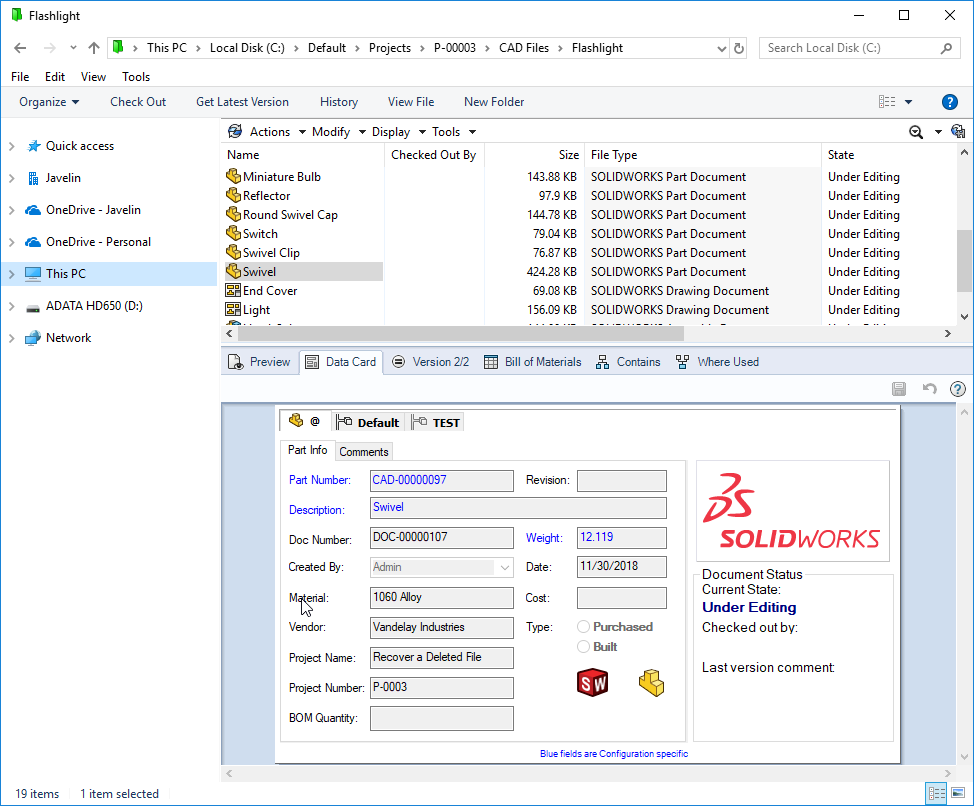 Flashlight
This PC > Local Disk (C:) > Default > Projects > P-00003 > CAD Files > Flashlight
Search Local Disk (C:)
File Edit View Tools
Organize Check Out Get Latest Version History View File New Folder
Quick access
Javelin
OneDrive - Javelin
OneDrive - Personal
This PC
ADATA HD650 (D:)
Network
Actions Modify Display Tools
Name Checked Out By Size File Type State
Miniature Bulb 143.88 KB SOLIDWORKS Part Document Under Editing
Reflector 97.9 KB SOLIDWORKS Part Document Under Editing
Round Swivel Cap 144.78 KB SOLIDWORKS Part Document Under Editing
Switch 79.04 KB SOLIDWORKS Part Document Under Editing
Swivel Clip 76.87 KB SOLIDWORKS Part Document Under Editing
Swivel 424.28 KB SOLIDWORKS Part Document Under Editing
End Cover 69.08 KB SOLIDWORKS Drawing Document Under Editing
Light 156.09 KB SOLIDWORKS Drawing Document Under Editing
Preview Data Card Version 2/2 Bill of Materials Contains Where Used
@ Default TEST
Part Info Comments
Part Number: CAD-00000097 Revision:
Description: Swivel
Doc Number: DOC-00000107 Weight: 12.119
Created By: Admin Date: 11/30/2018
Material: 1060 Alloy Cost:
Vendor: Vandelay Industries Type: Purchased
Built
Project Name: Recover a Deleted File
Project Number: P-0003
BOM Quantity:
SW
Blue fields are Configuration specific
SOLIDWORKS
Document Status
Current State:
Under Editing
Checked out by:
Last version comment:
19 items 1 item selected